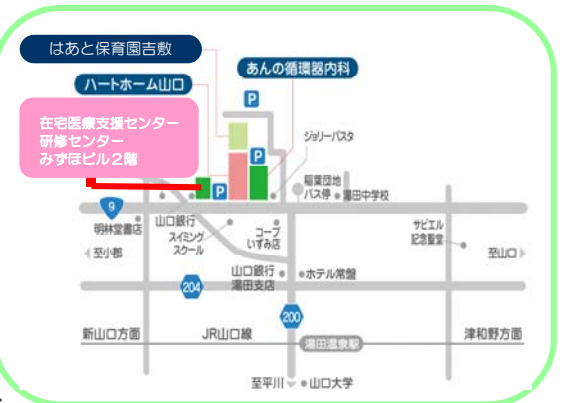 はあと保育園吉敷
あんの循環器内科
ハートホーム山口
P
在宅医療支援センター
研修センター
みずほビル2階
ジョリーパスタ
P
P
稲葉団地
バス停
湯田中学校
9
明林堂書店
山口銀行
スイミング
スクール
コープ
いずみ店
サビエル
記念聖堂
至小郡
至山口
山口銀行
湯田支店
ホテル常盤
204
200
新山口方面
JR山口線
湯田温泉駅
津和野方面
至平川
山口大学